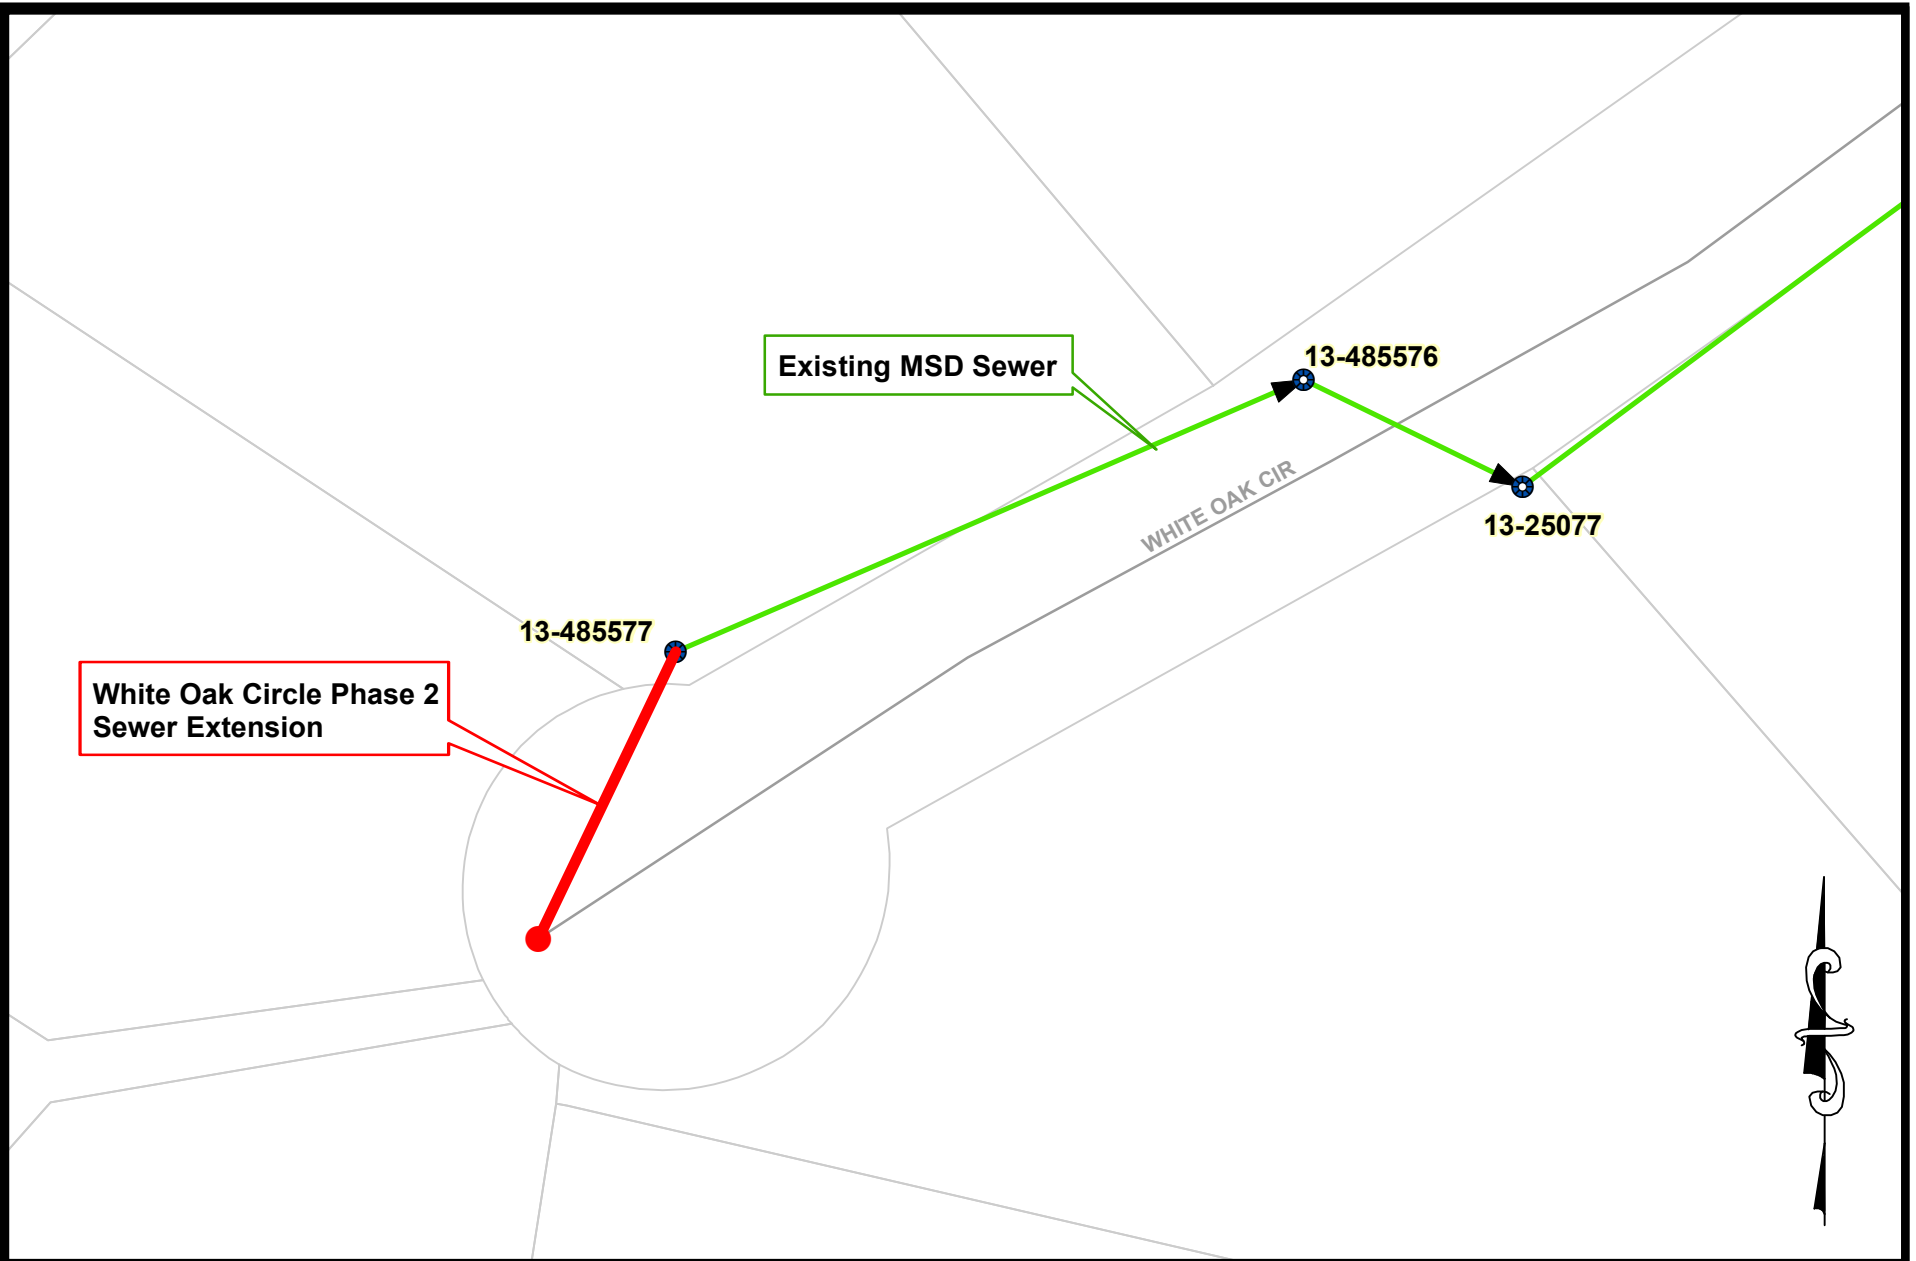 13-485576
Existing MSD Sewer
WHITE OAK CIR
13-25077
13-485577
White Oak Circle Phase 2
Sewer Extension